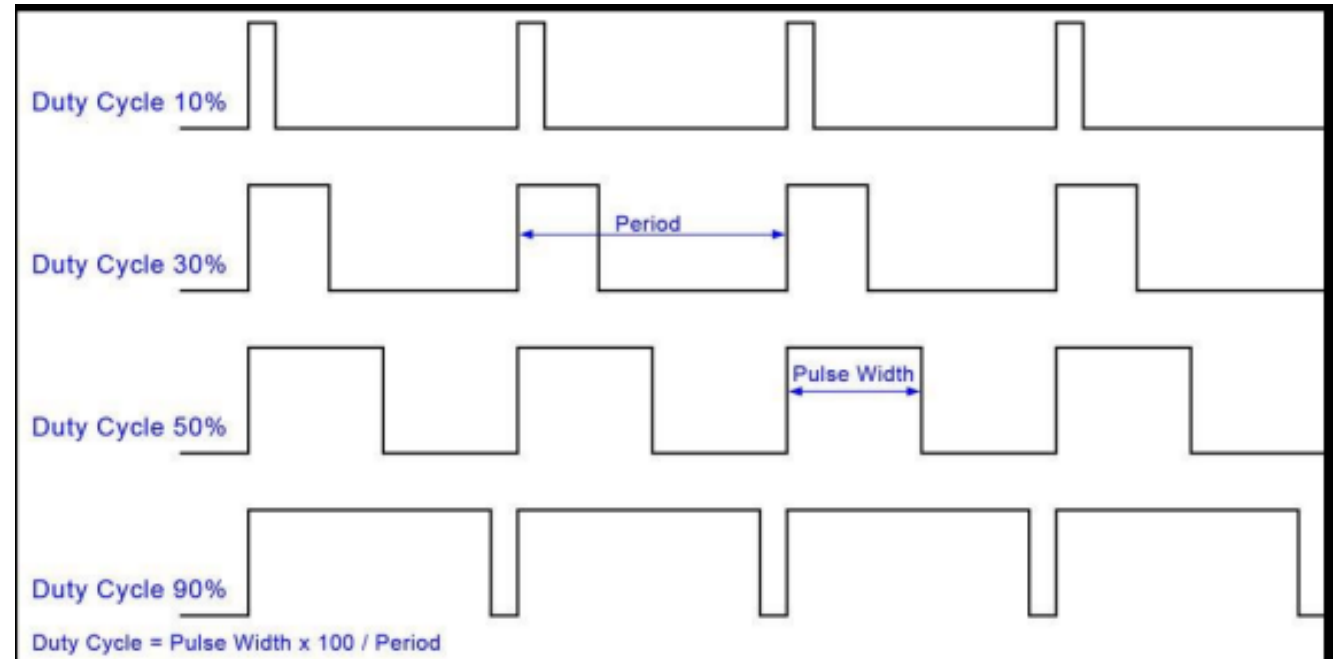 Duty Cycle 10%
Period
Duty Cycle 30%
Pulse Width
Duty Cycle 50%
Duty Cycle 90%
Duty Cycle = Pulse Width x 100 / Period